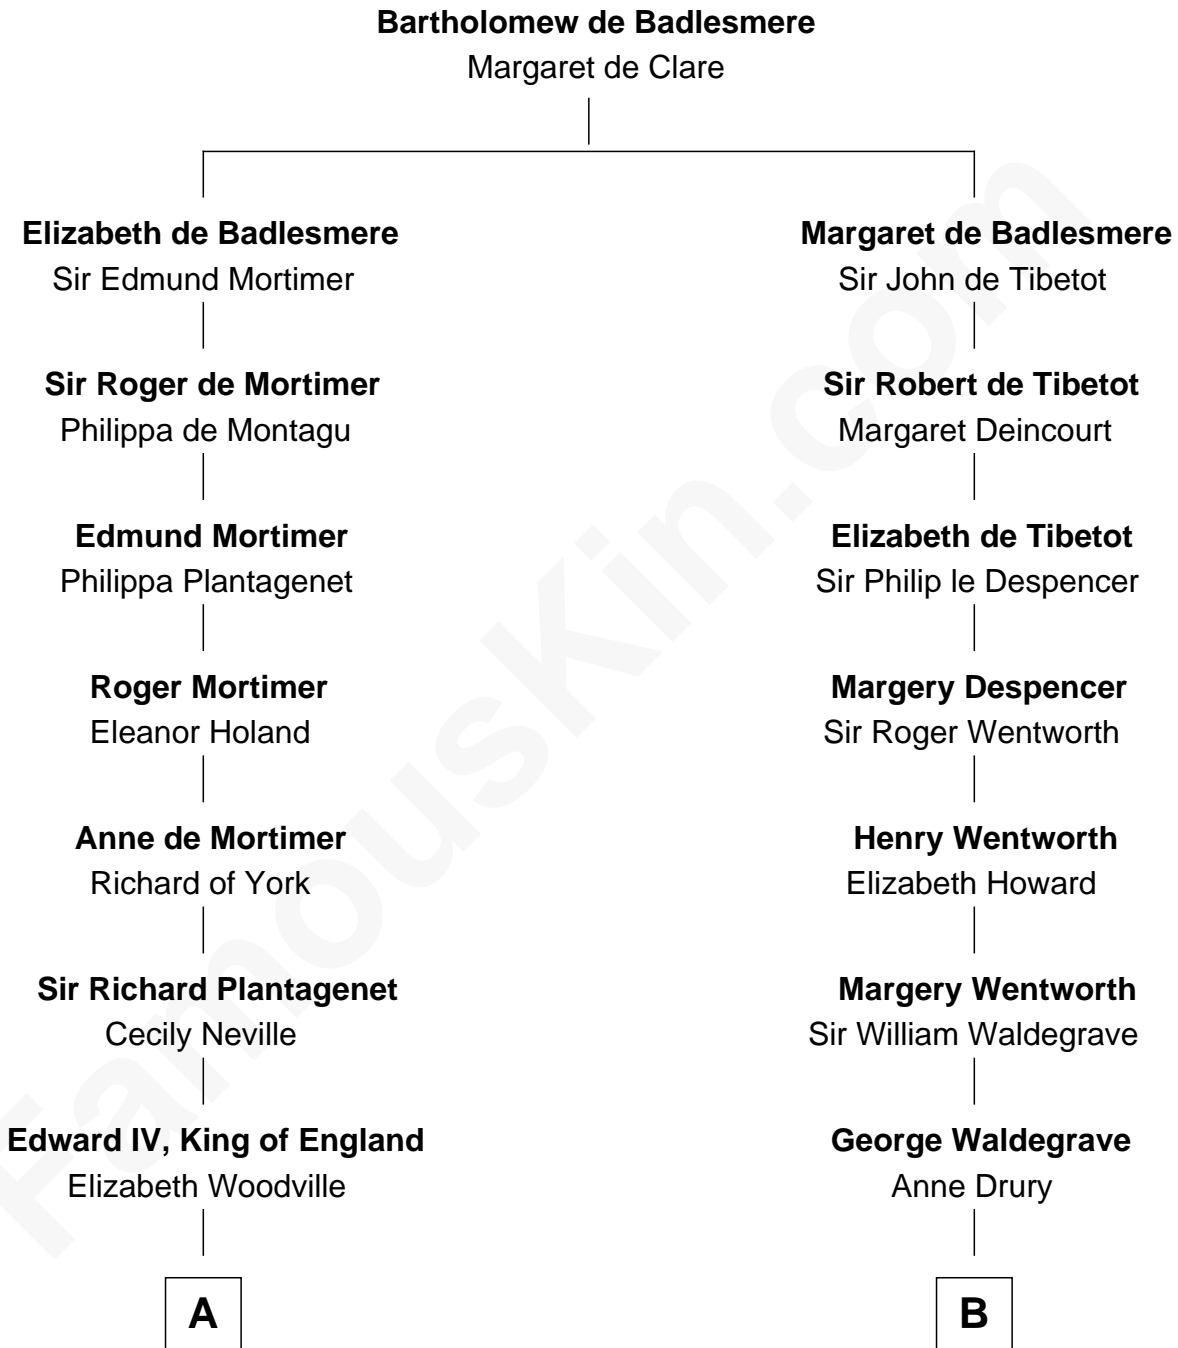 Bartholomew de Badlesmere
Margaret de Clare
Elizabeth de Badlesmere
Sir Edmund Mortimer
Margaret de Badlesmere
Sir John de Tibetot
Sir Roger de Mortimer
Philippa de Montagu
Sir Robert de Tibetot
Margaret Deincourt
Edmund Mortimer
Philippa Plantagenet
Elizabeth de Tibetot
Sir Philip le Despencer
Roger Mortimer
Eleanor Holand
Margery Despencer
Sir Roger Wentworth
Anne de Mortimer
Richard of York
Henry Wentworth
Elizabeth Howard
Sir Richard Plantagenet
Cecily Neville
Margery Wentworth
Sir William Waldegrave
Edward IV, King of England
Elizabeth Woodville
George Waldegrave
Anne Drury
A
B
FamousKin.com